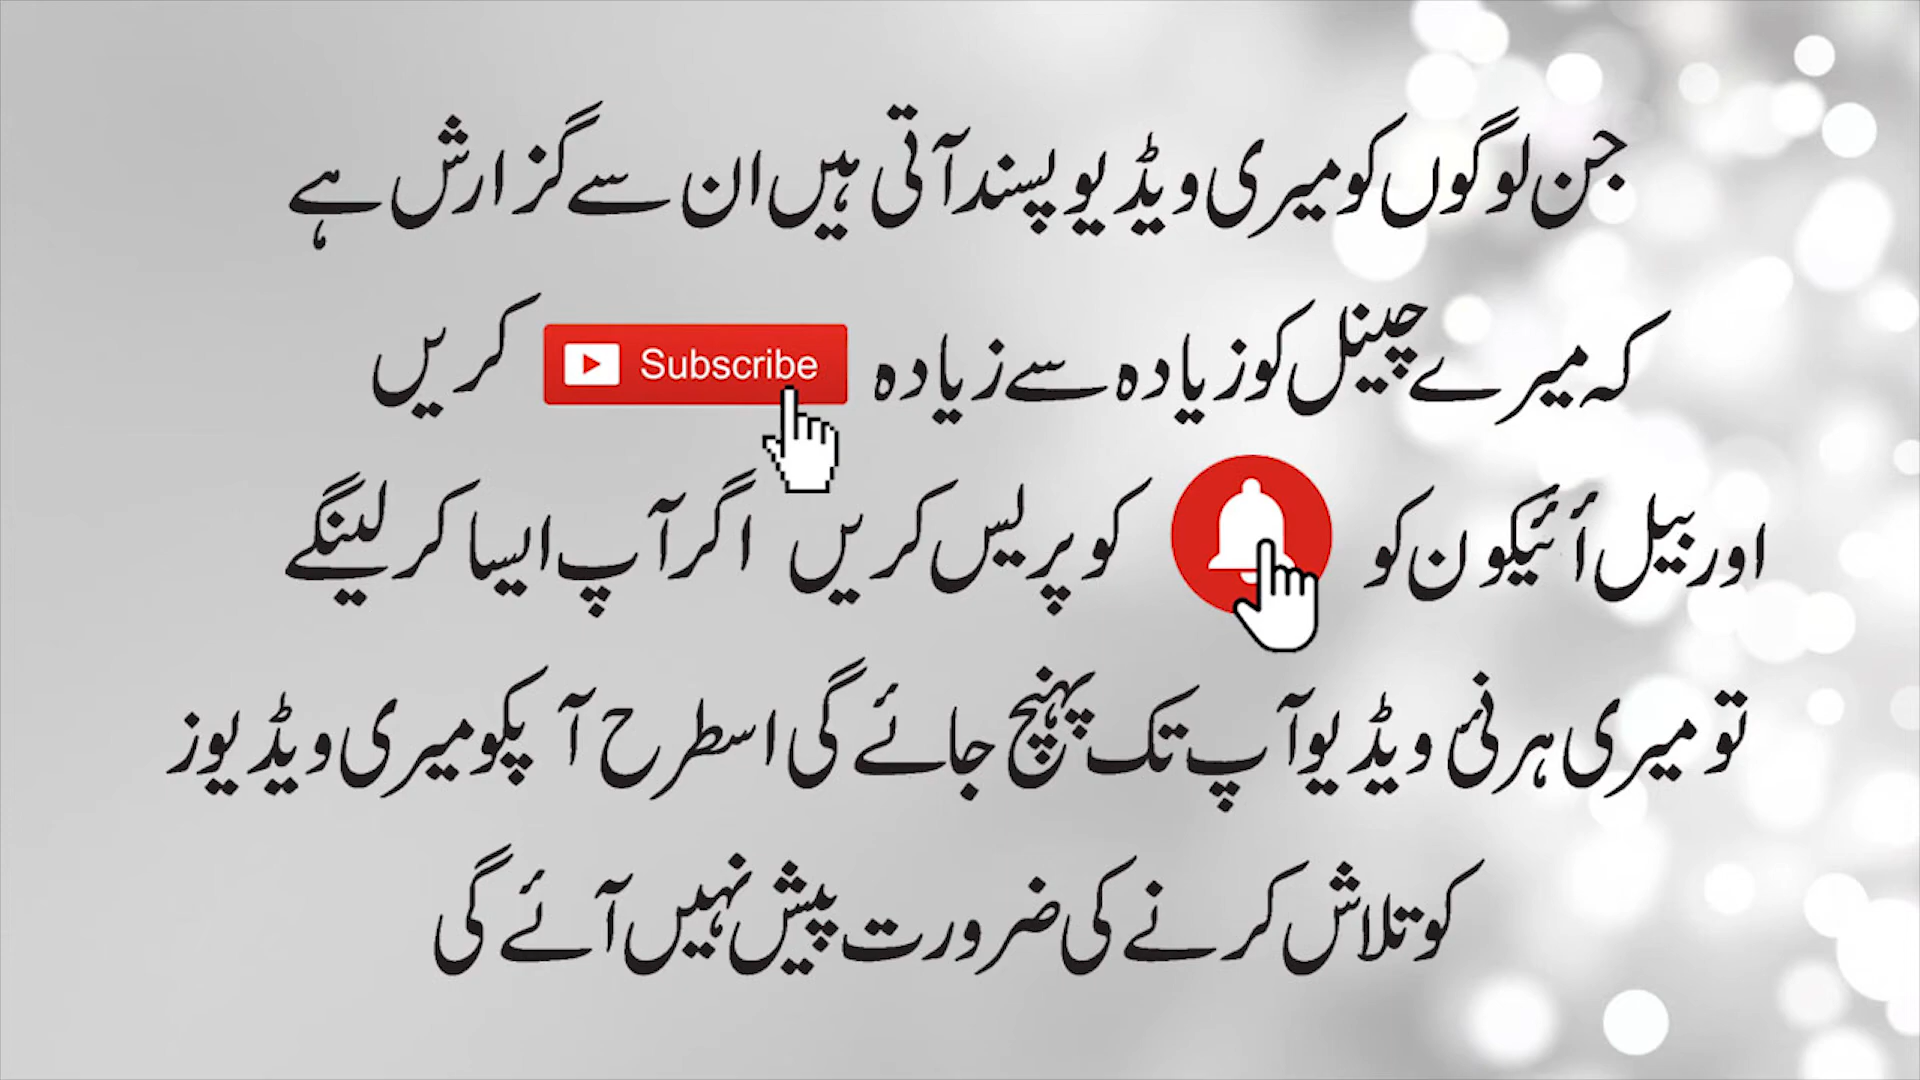 جن لوگوں کو میری ویڈیو پسند آتی ہیں ان سے گزارش ہے
کہ میرے چینل کو زیادہ سے زیادہ Subscribe کریں
اور بیل أئیکون کو کو پریس کریں اگر آپ ایسا کر لینگے
تو میری ہر نئی ویڈیو آپ تک پہنچ جائے گی اسطرح آپکو میری ویڈیوز
کو تلاش کرنے کی ضرورت پیش نہیں آئے گی